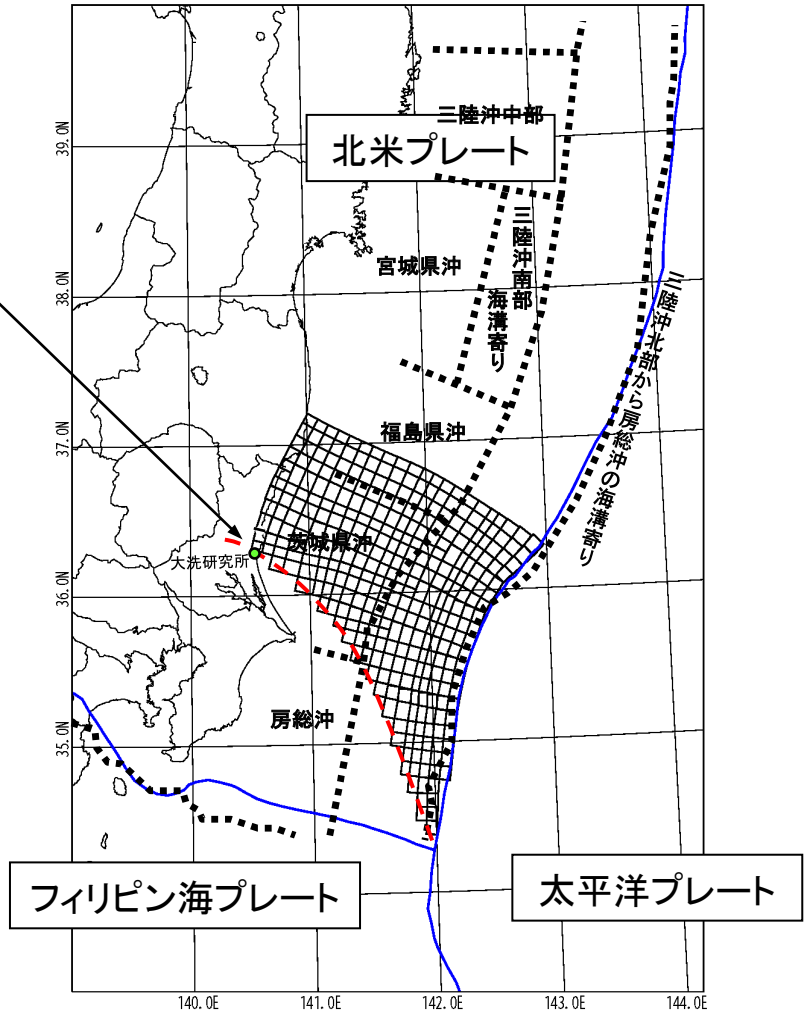 三陸沖中部
北米プレート
39.0N
三陸沖南部
海溝寄り
宮城県沖
38.0N
三陸沖北部から房総沖の海溝寄り
福島県沖
37.0N
茨城県沖
大洗研究所
36.0N
房総沖
35.0N
フィリピン海プレート
太平洋プレート
140.0E
141.0E
142.0E
143.0E
144.0E